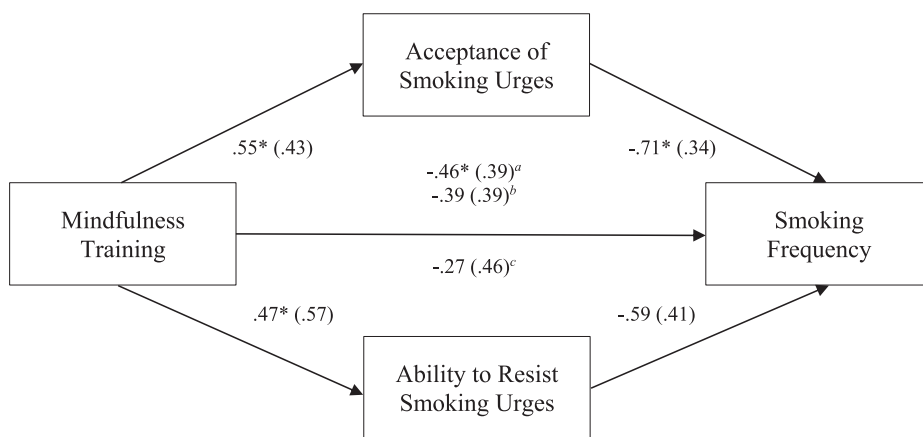 Acceptance of
Smoking Urges
.55* (.43)
-.71* (.34)
-.46* (.39)ᵃ
-.39 (.39)ᵇ
Mindfulness
Training
Smoking
Frequency
-.27 (.46)ᶜ
.47* (.57)
-.59 (.41)
Ability to Resist
Smoking Urges